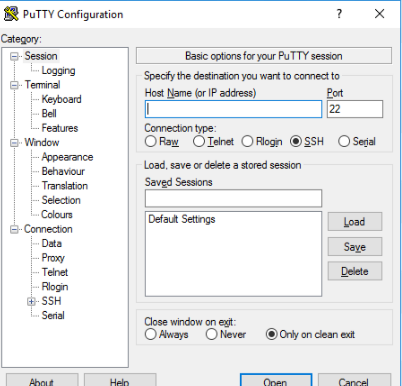 PuTTY Configuration
?
Category:
Session
Logging
Terminal
Keyboard
Bell
Features
Window
Appearance
Behaviour
Translation
Selection
Colours
Connection
Data
Proxy
Telnet
Rlogin
SSH
Serial
Basic options for your PuTTY session
Specify the destination you want to connect to
Host Name (or IP address) Port
22
Connection type:
Raw Telnet Rlogin SSH Serial
Load, save or delete a stored session
Saved Sessions
Default Settings
Load
Save
Delete
Close window on exit:
Always Never Only on clean exit
About Help Open Cancel